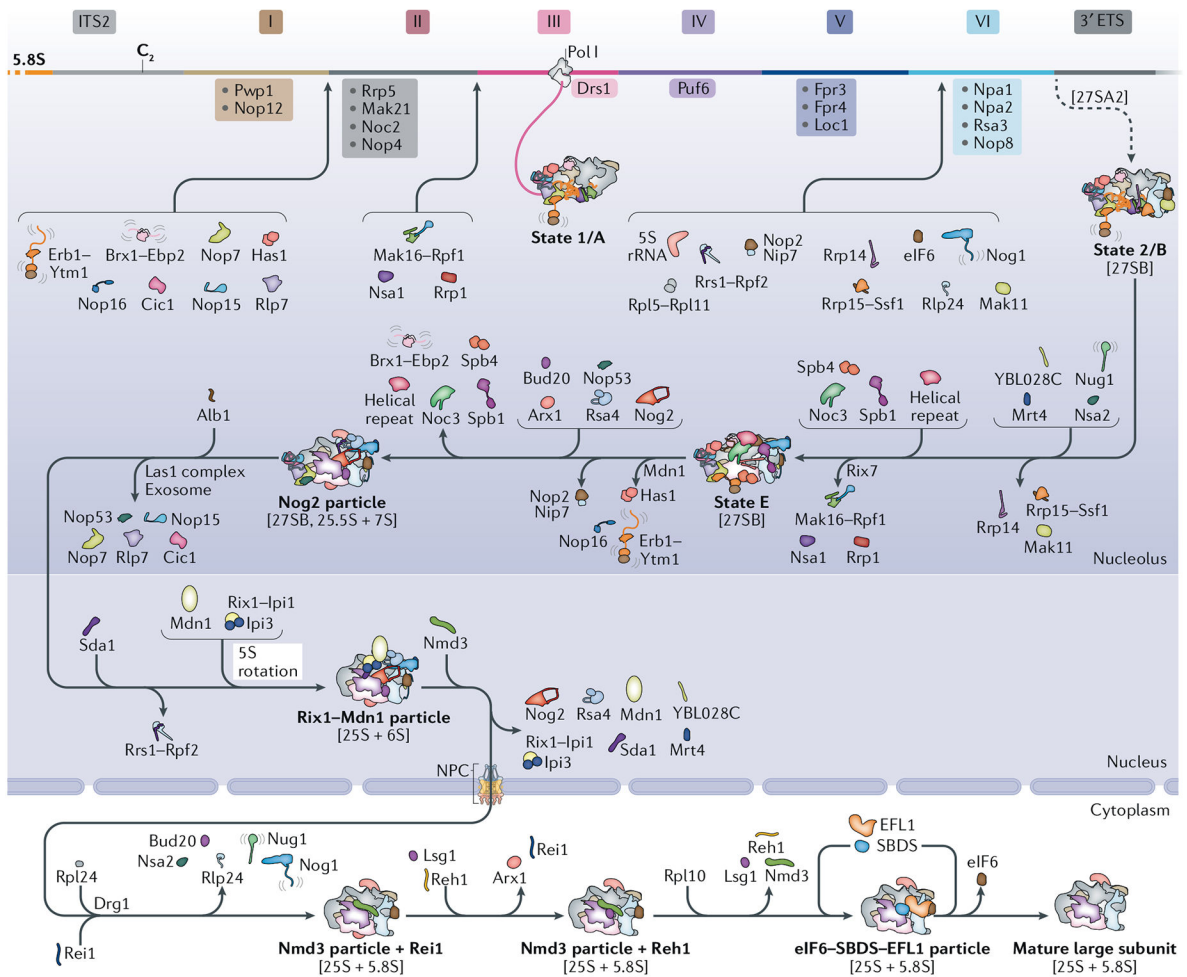 ITS2
I
II
III
IV
V
VI
3′ ETS
5.8S
C2
Pol I
• Pwp1
• Nop12
• Rrp5
• Mak21
• Noc2
• Nop4
Drs1
Puf6
• Fpr3
• Fpr4
• Loc1
• Npa1
• Npa2
• Rsa3
• Nop8
[27SA2]
State 1/A
State 2/B
[27SB]
Erb1–
Ytm1
Brx1–Ebp2
Nop7
Has1
Nop16
Cic1
Nop15
Rlp7
Mak16–Rpf1
Nsa1
Rrp1
5S
rRNA
Rrs1–Rpf2
Nop2
Nip7
Rpl5–Rpl11
Rrp14
eIF6
Nog1
Rrp15–Ssf1
Rlp24
Mak11
Alb1
Brx1–Ebp2
Spb4
Helical
repeat
Noc3
Spb1
Bud20
Nop53
Arx1
Rsa4
Nog2
Spb4
Noc3
Spb1
Helical
repeat
YBL028C
Nug1
Mrt4
Nsa2
Las1 complex
Exosome
Nop53
Nop15
Nop7
Rlp7
Cic1
Nog2 particle
[27SB, 25.5S + 7S]
Nop2
Nip7
Mdn1
Has1
Nop16
Erb1–
Ytm1
State E
[27SB]
Rix7
Mak16–Rpf1
Nsa1
Rrp1
Rrp14
Rrp15–Ssf1
Mak11
Nucleolus
Sda1
Mdn1
Rix1–Ipi1
Ipi3
5S
rotation
Rrs1–Rpf2
Rix1–Mdn1 particle
[25S + 6S]
Nmd3
Nog2
Rsa4
Mdn1
YBL028C
Rix1–Ipi1
Ipi3
Sda1
Mrt4
NPC
Nucleus
Cytoplasm
Rpl24
Drg1
Rei1
Bud20
Nsa2
Rlp24
Nug1
Nog1
Nmd3 particle + Rei1
[25S + 5.8S]
Lsg1
Reh1
Arx1
Rei1
Nmd3 particle + Reh1
[25S + 5.8S]
Rpl10
Reh1
Lsg1
Nmd3
EFL1
SBDS
eIF6–SBDS–EFL1 particle
[25S + 5.8S]
eIF6
Mature large subunit
[25S + 5.8S]